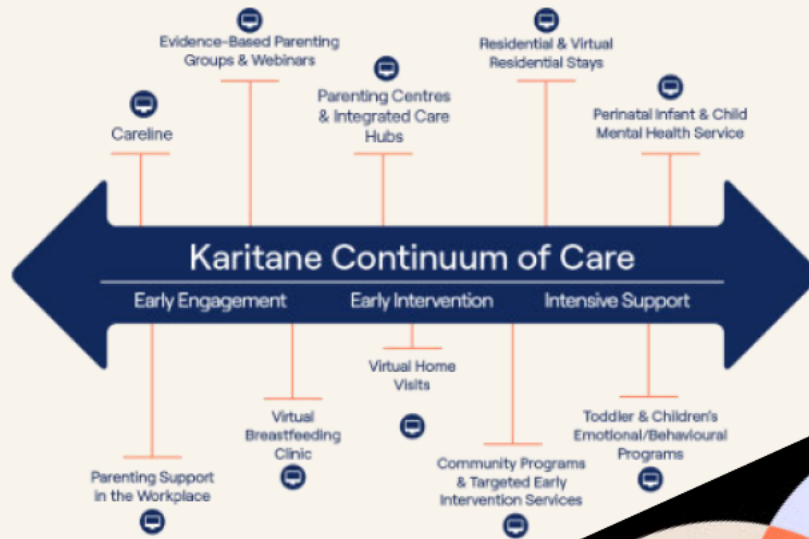 Evidence-Based Parenting
Groups & Webinars
Residential & Virtual
Residential Stays
Careline
Parenting Centres
& Integrated Care
Hubs
Perinatal Infant & Child
Mental Health Service
Karitane Continuum of Care
Early Engagement
Early Intervention
Intensive Support
Virtual Home
Visits
Virtual
Breastfeeding
Clinic
Toddler & Children's
Emotional/Behavioural
Programs
Parenting Support
in the Workplace
Community Programs
& Targeted Early
Intervention Services